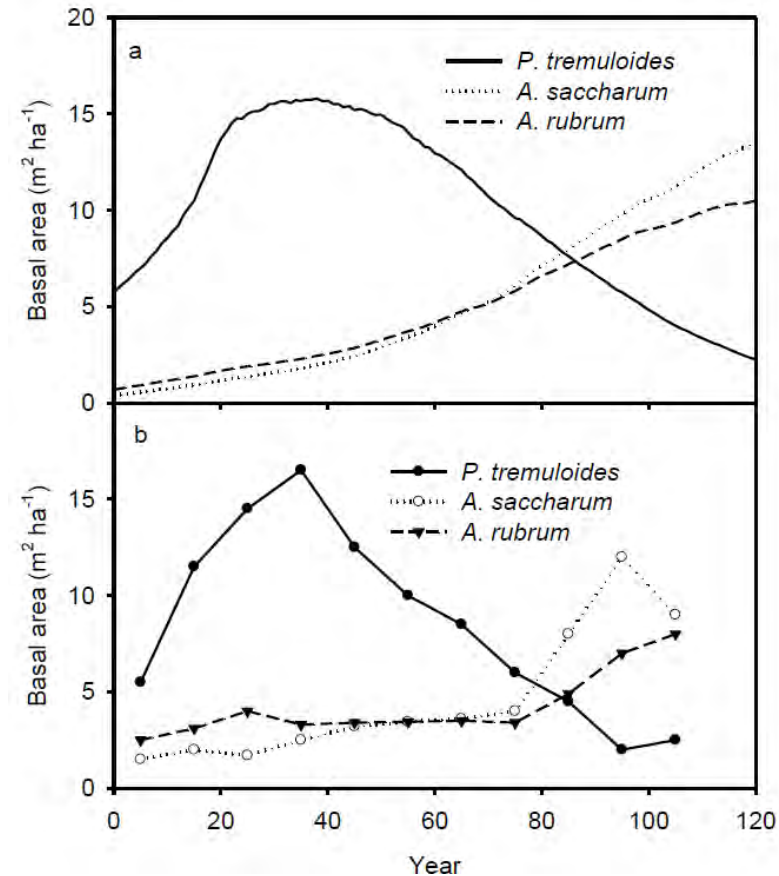 20
a
P. tremuloides
A. saccharum
A. rubrum
15
10
5
0
Basal area (m² ha⁻¹)
b
P. tremuloides
A. saccharum
A. rubrum
15
10
5
0
Basal area (m² ha⁻¹)
0 20 40 60 80 100 120
Year